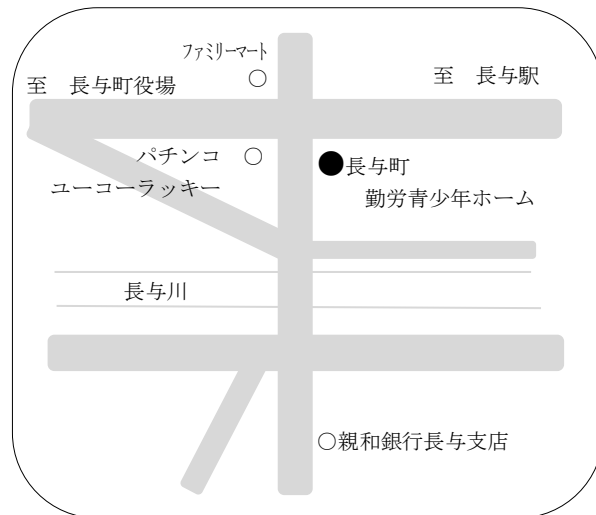 ファミリーマート
○
至　長与町役場
至　長与駅
パチンコ　○
ユーコーラッキー
●長与町
勤労青少年ホーム
長与川
○親和銀行長与支店